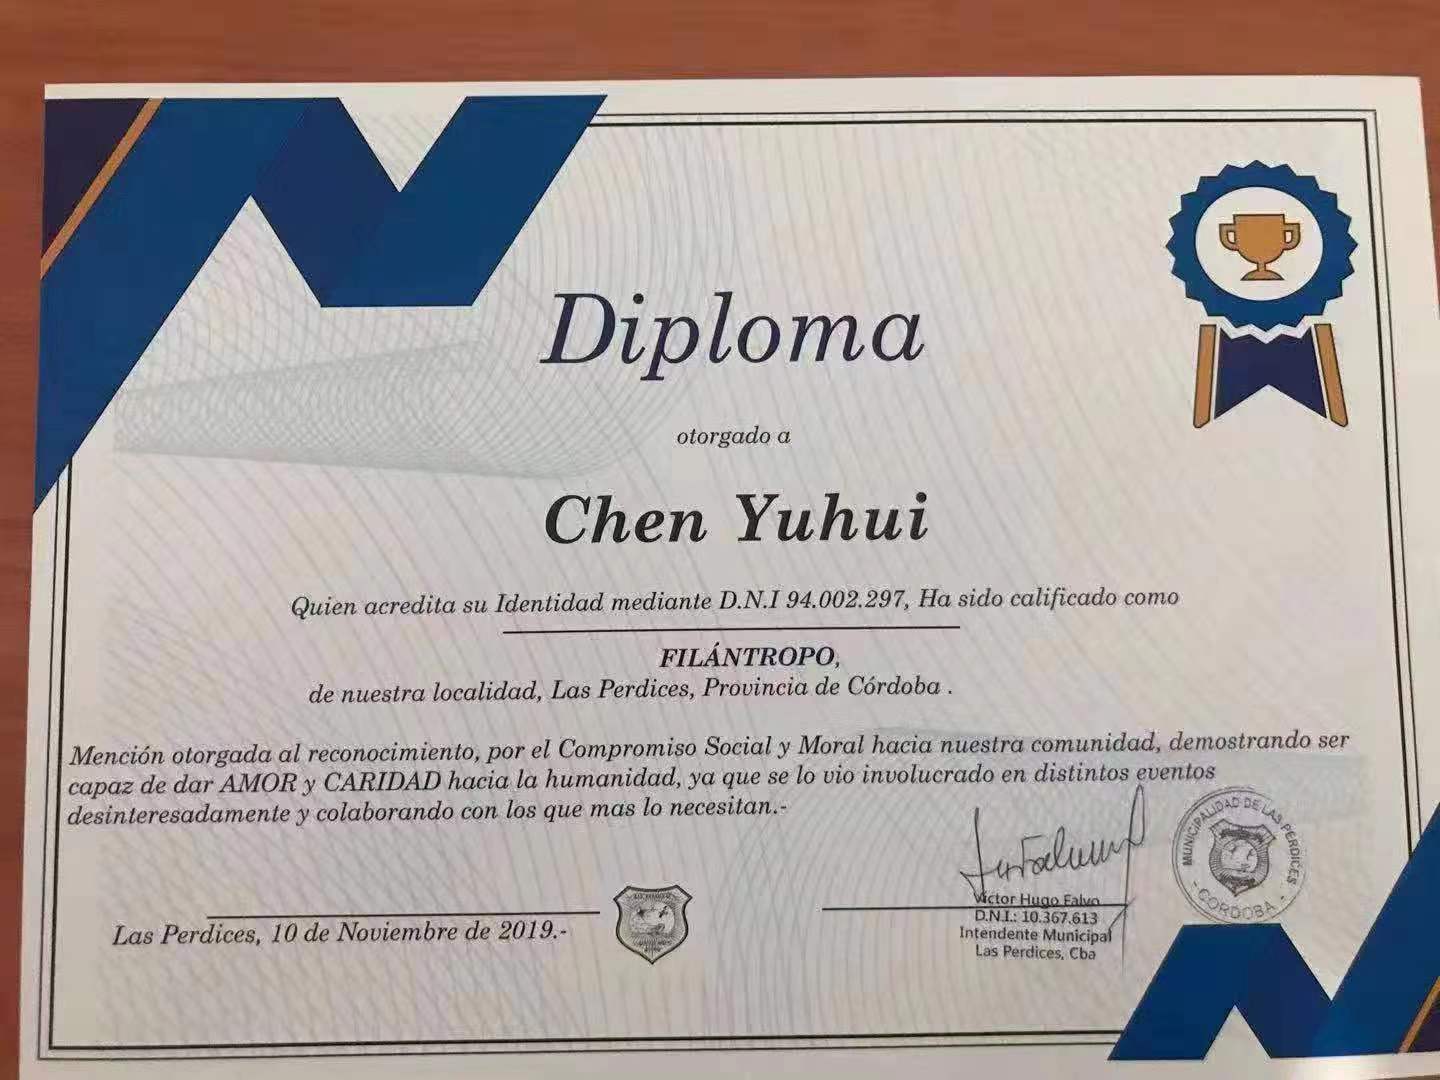 Diploma
otorgado a
Chen Yuhui
Quien acredita su Identidad mediante D.N.I 94.002.297, Ha sido calificado como
FILÁNTROPO,
de nuestra localidad, Las Perdices, Provincia de Córdoba .
Mención otorgada al reconocimiento, por el Compromiso Social y Moral hacia nuestra comunidad, demostrando ser
capaz de dar AMOR y CARIDAD hacia la humanidad, ya que se lo vio involucrado en distintos eventos
desinteresadamente y colaborando con los que mas lo necesitan.-
MUNICIPALIDAD DE LAS PERDICES
- CORDOBA -
Victor Hugo Falvo
D.N.I.: 10.367.613
Intendente Municipal
Las Perdices, Cba
Las Perdices, 10 de Noviembre de 2019.-